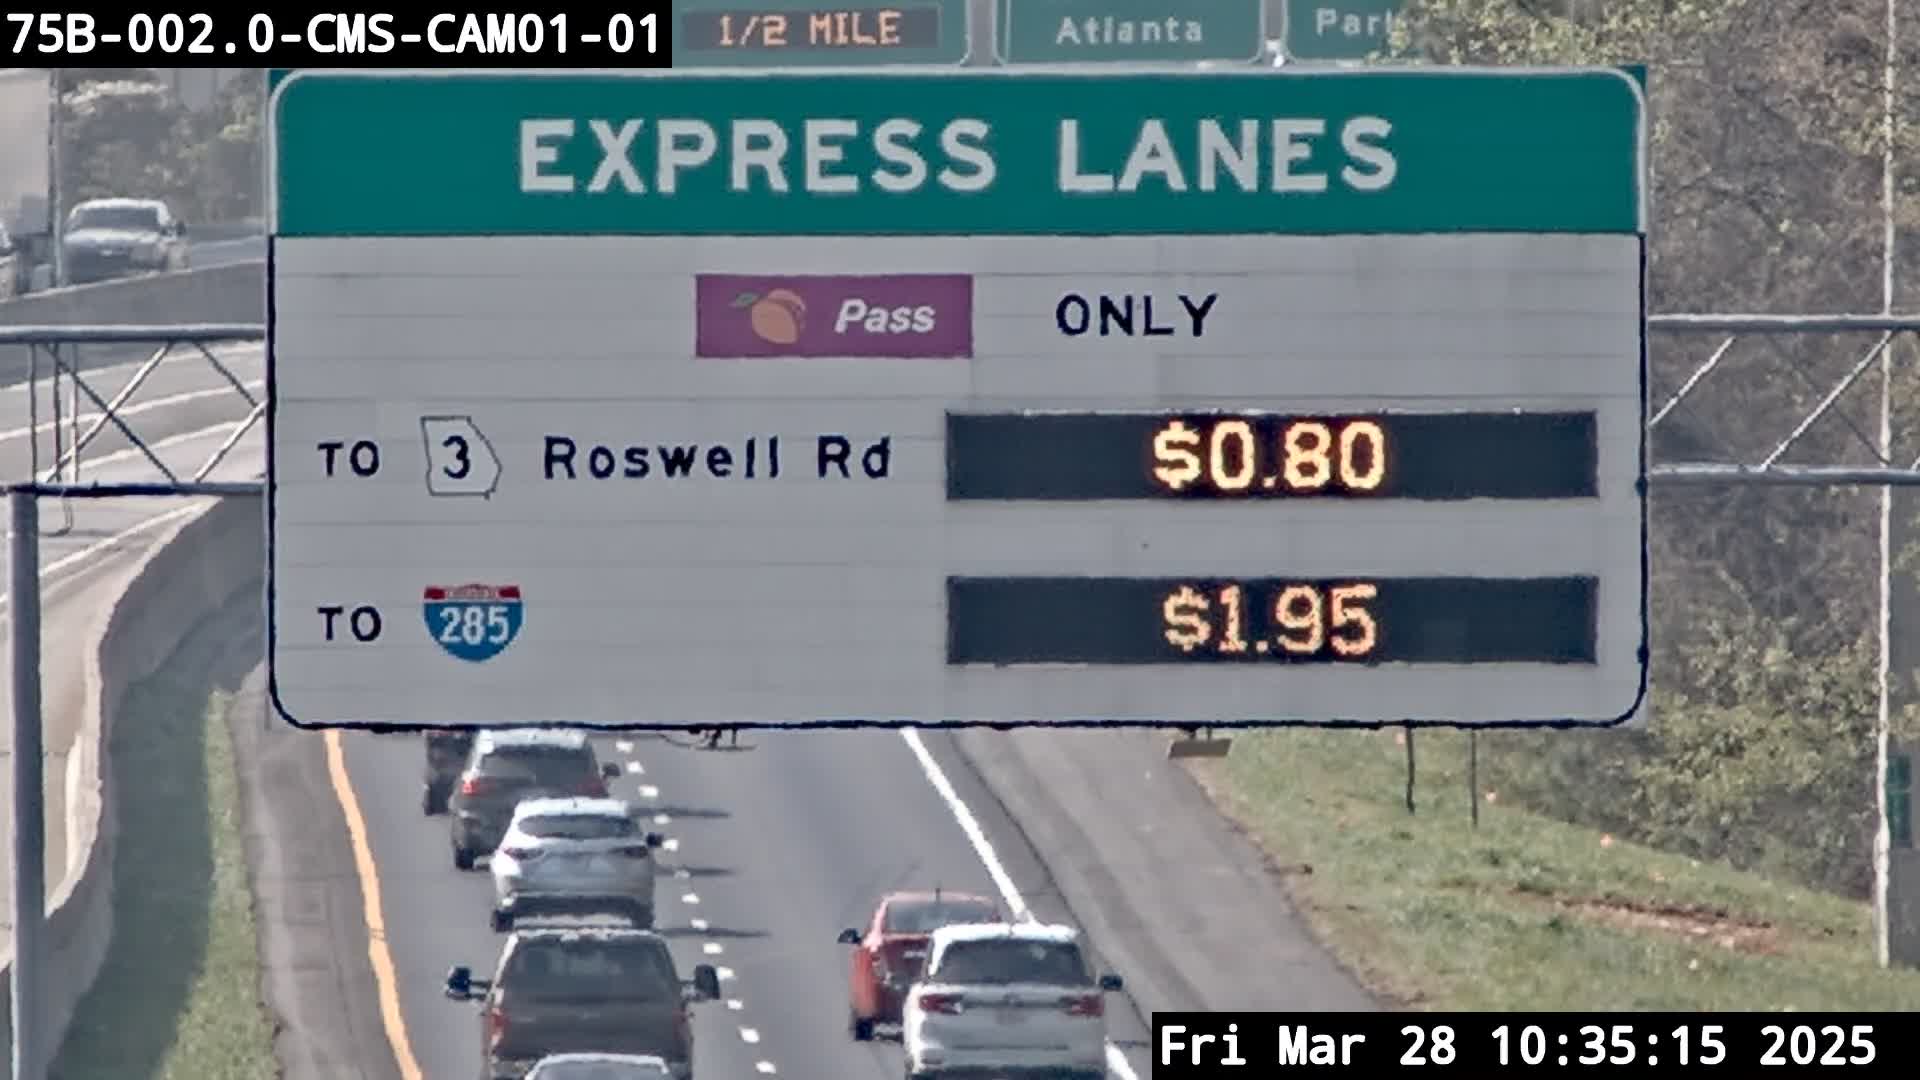 75B-002.0-CMS-CAM01-01
1/2 MILE
Atlanta
EXPRESS LANES
Pass ONLY
TO 3 Roswell Rd $0.80
TO 285 $1.95
Fri Mar 28 10:35:15 2025